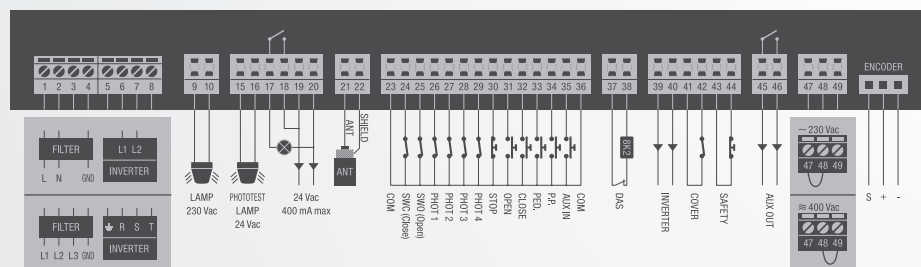 ENCODER
1 2 3 4 5 6 7 8
9 10
15 16 17 18 19 20
21 22
23 24 25 26 27 28 29 30 31 32 33 34 35 36
37 38
39 40 41 42 43 44
45 46
47 48 49
FILTER
L N GND
L1 L2
INVERTER
FILTER
L1 L2 L3 GND
R S T
INVERTER
LAMP
230 Vac
PHOTOTEST
LAMP
24 Vac
24 Vac
400 mA max
ANT
SHIELD
ANT
COM
SWC (Close)
SWO (Open)
PHOT 1
PHOT 2
PHOT 3
PHOT 4
STOP
OPEN
CLOSE
PED.
P.P.
AUX IN
COM
8K2
DAS
INVERTER
COVER
SAFETY
AUX OUT
~ 230 Vac
47 48 49
≋ 400 Vac
47 48 49
S + -